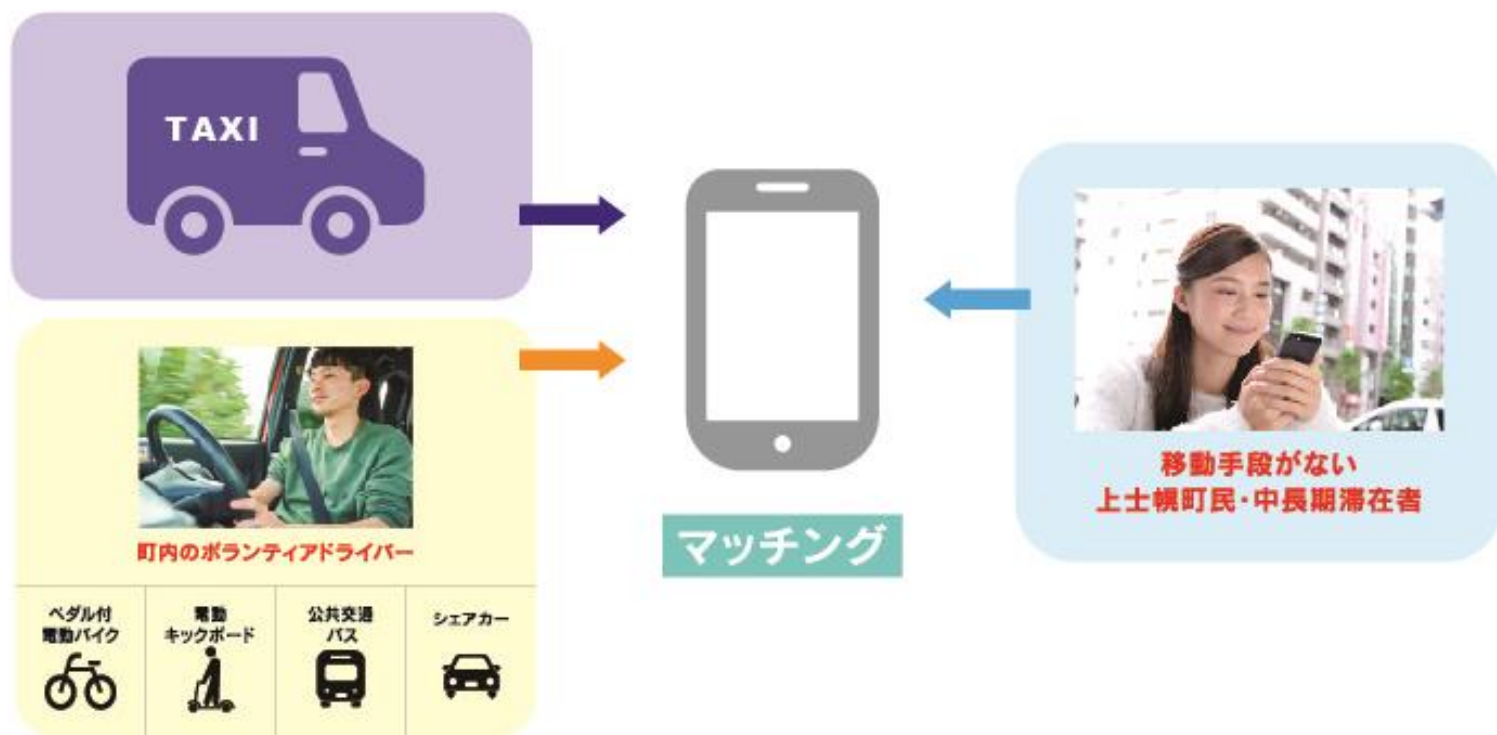 TAXI
町内のボランティアドライバー
ペダル付
電動バイク
電動
キックボード
公共交通
バス
シェアカー
マッチング
移動手段がない
上士幌町民・中長期滞在者